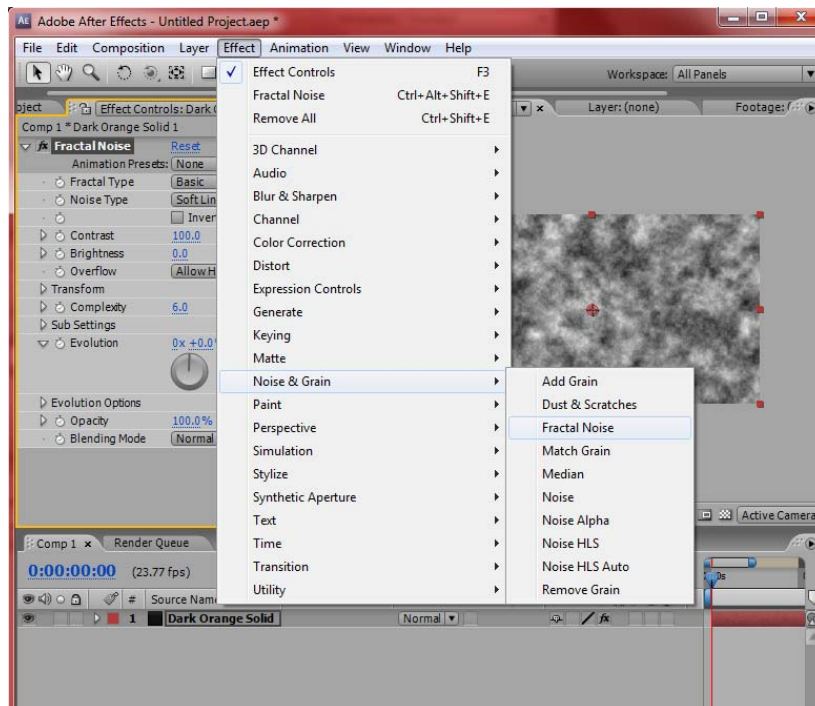 Adobe After Effects - Untitled Project.aep *
File Edit Composition Layer Effect Animation View Window Help
Workspace: All Panels
Effect Controls F3
Fractal Noise Ctrl+Alt+Shift+E
Remove All Ctrl+Shift+E
3D Channel
Audio
Blur & Sharpen
Channel
Color Correction
Distort
Expression Controls
Generate
Keying
Matte
Noise & Grain
Paint
Perspective
Simulation
Stylize
Synthetic Aperture
Text
Time
Transition
Utility
Add Grain
Dust & Scratches
Fractal Noise
Match Grain
Median
Noise
Noise Alpha
Noise HLS
Noise HLS Auto
Remove Grain
oject Effect Controls: Dark
Layer: (none) Footage:
Comp 1 * Dark Orange Solid 1
fx Fractal Noise Reset
Animation Presets: None
Fractal Type Basic
Noise Type Soft Lin
Inver
Contrast 100.0
Brightness 0.0
Overflow Allow H
Transform
Complexity 6.0
Sub Settings
Evolution 0x +0.0
Evolution Options
Opacity 100.0%
Blending Mode Normal
Active Camera
Comp 1 Render Queue
0:00:00:00 (23.77 fps)
# Source Nam
1 Dark Orange Solid Normal fx